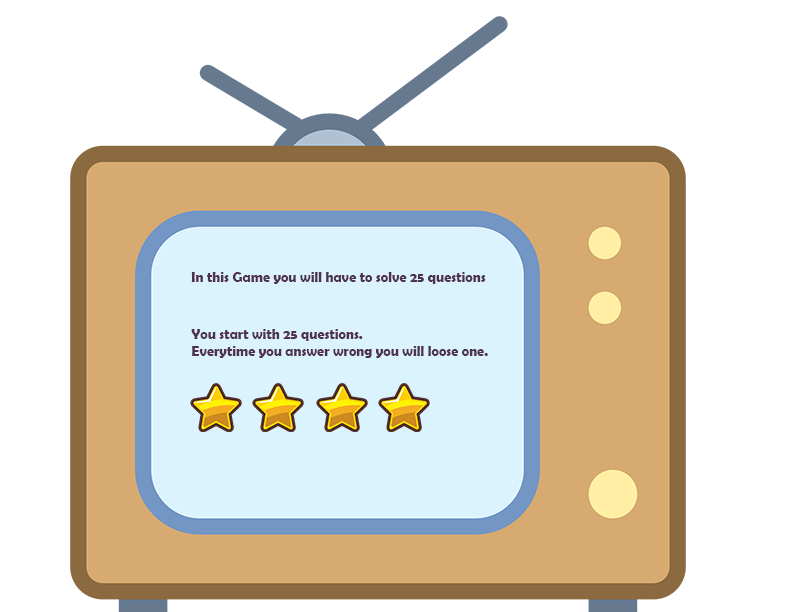 In this Game you will have to solve 25 questions
You start with 25 questions.
Everytime you answer wrong you will loose one.